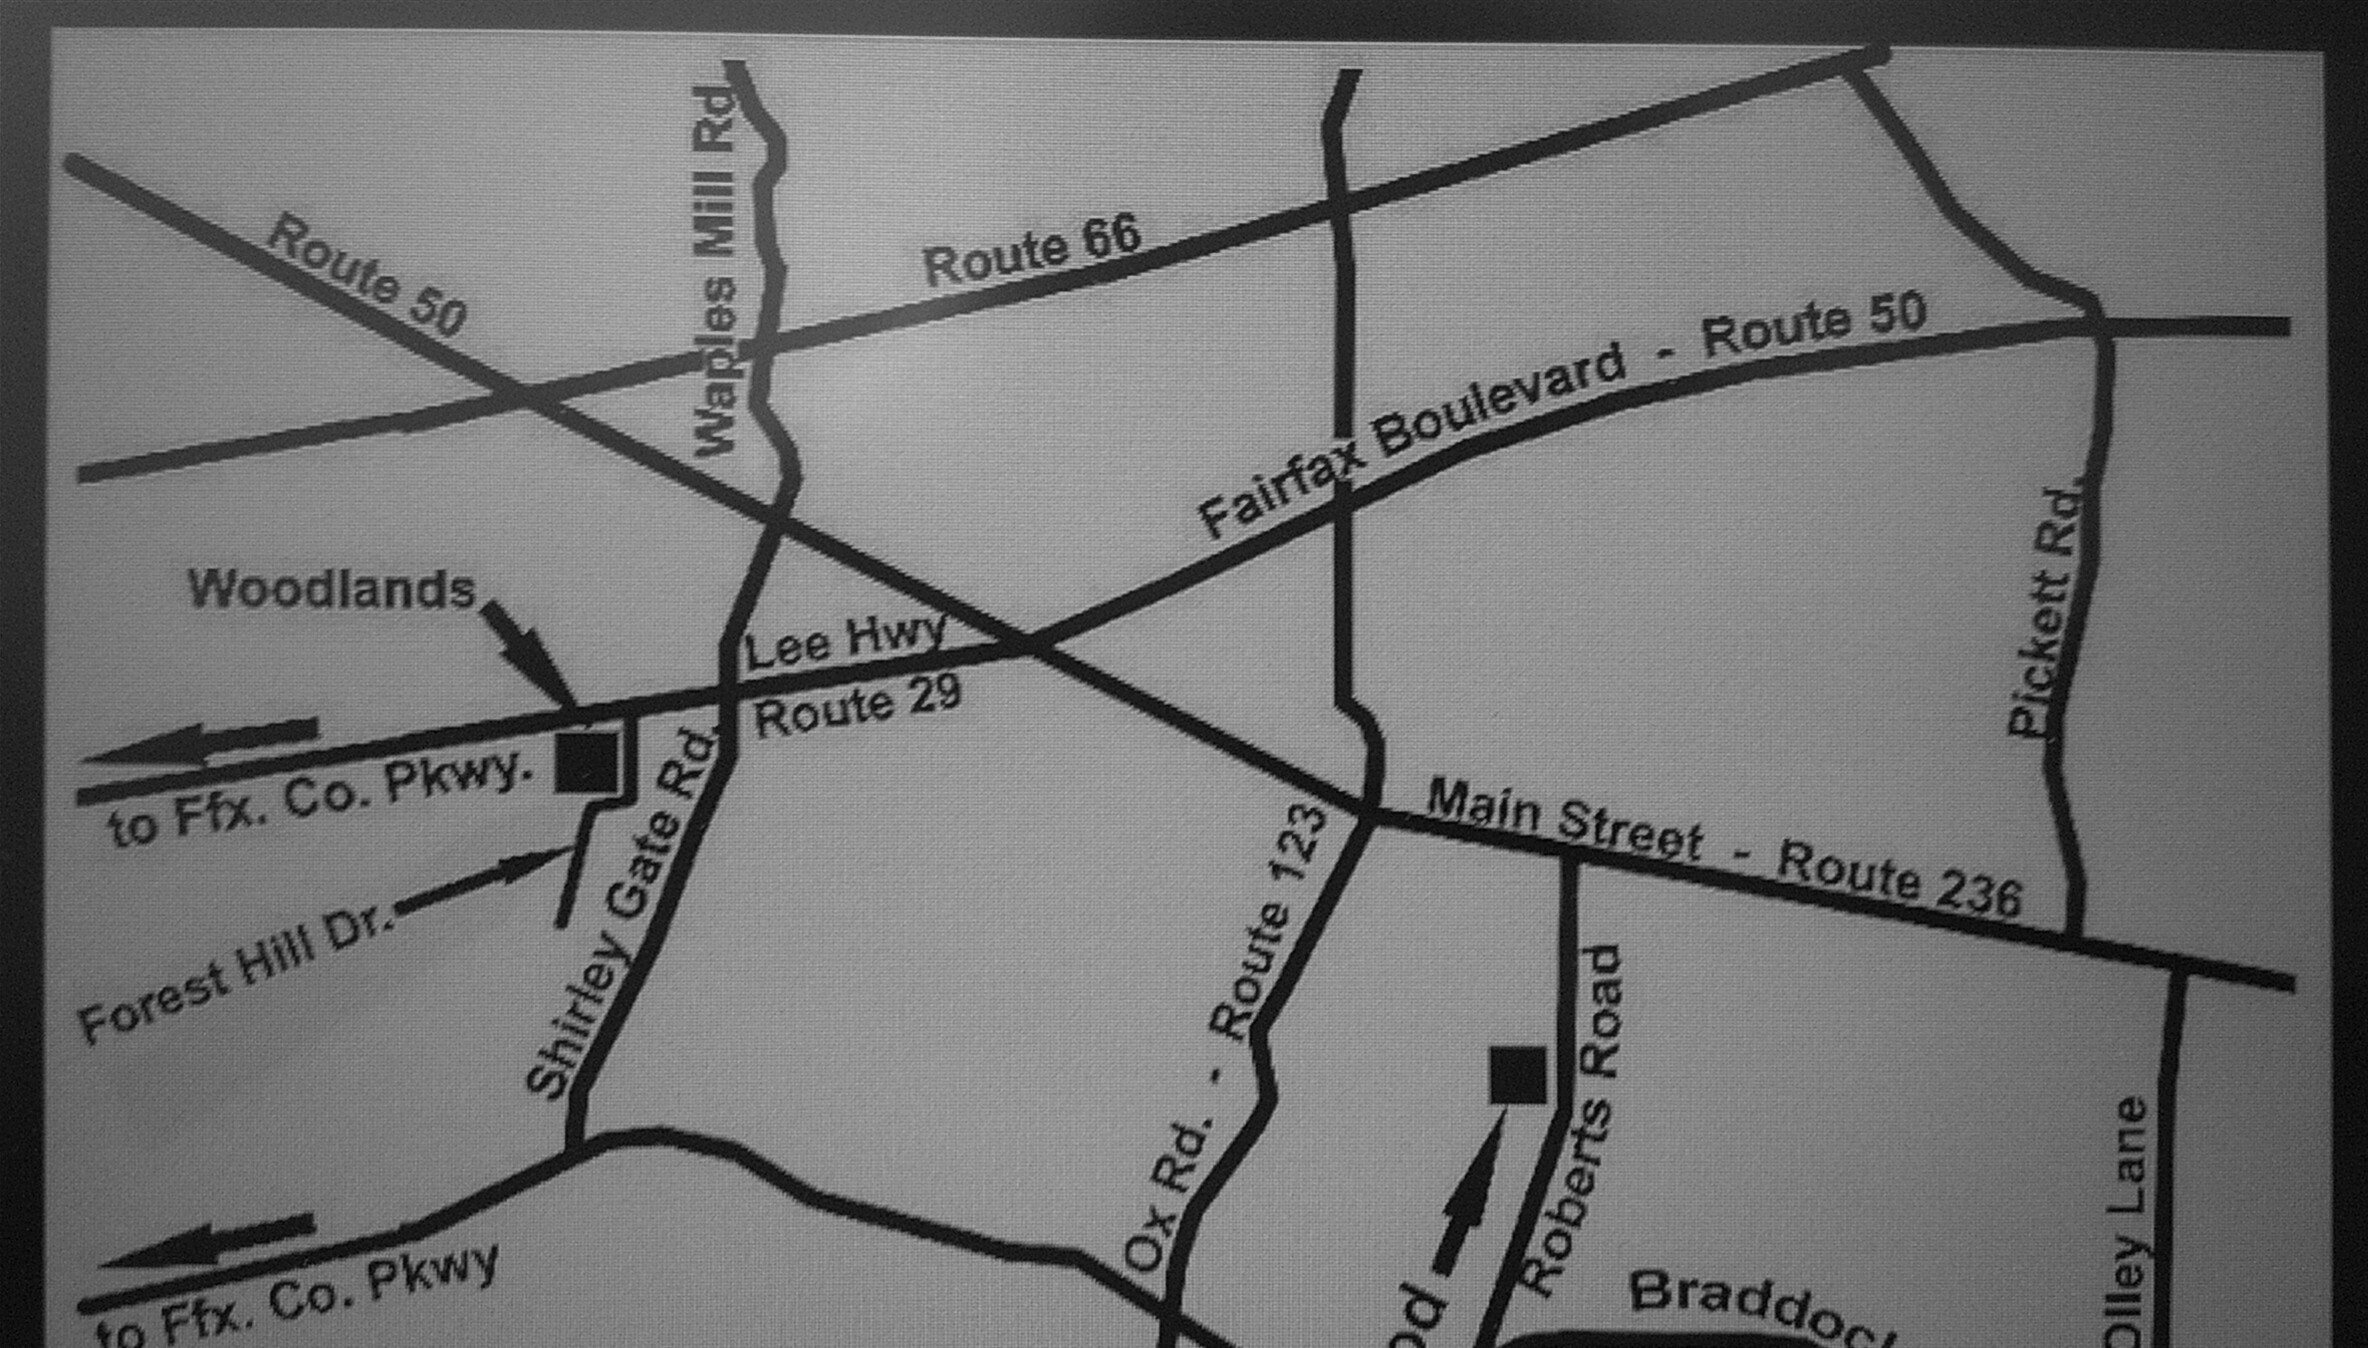 Waples Mill Rd.
Route 50
Route 66
Fairfax Boulevard - Route 50
Woodlands
Lee Hwy
Route 29
Pickett Rd.
to Ffx. Co. Pkwy.
Shirley Gate Rd.
Main Street - Route 236
Forest Hill Dr.
Ox Rd. - Route 123
Roberts Road
Olley Lane
to Ffx. Co. Pkwy